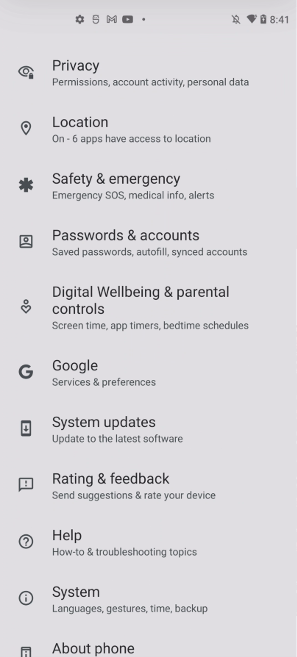 8:41
Privacy
Permissions, account activity, personal data
Location
On - 6 apps have access to location
Safety & emergency
Emergency SOS, medical info, alerts
Passwords & accounts
Saved passwords, autofill, synced accounts
Digital Wellbeing & parental
controls
Screen time, app timers, bedtime schedules
Google
Services & preferences
System updates
Update to the latest software
Rating & feedback
Send suggestions & rate your device
Help
How-to & troubleshooting topics
System
Languages, gestures, time, backup
About phone